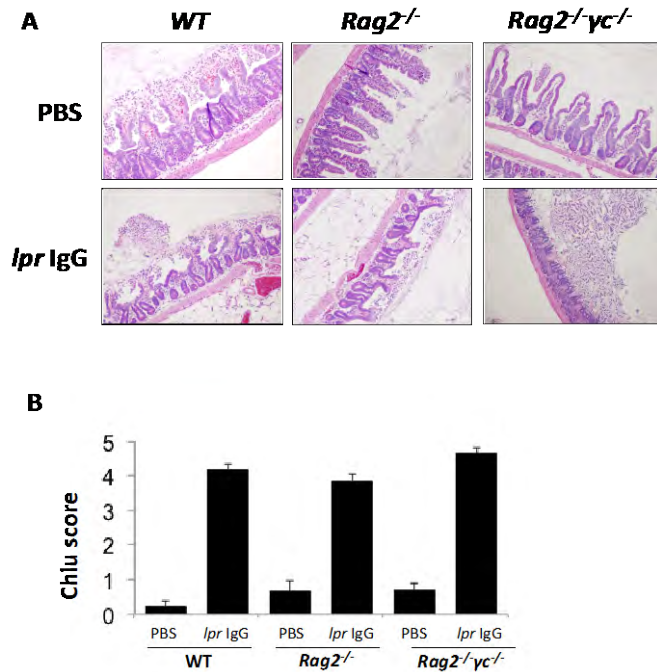 A
WT Rag2-/- Rag2-/-γc-/-
PBS
lpr IgG
B
Chiu score
5
4
3
2
1
0
PBS lpr IgG PBS lpr IgG PBS lpr IgG
WT Rag2-/- Rag2-/-γc-/-